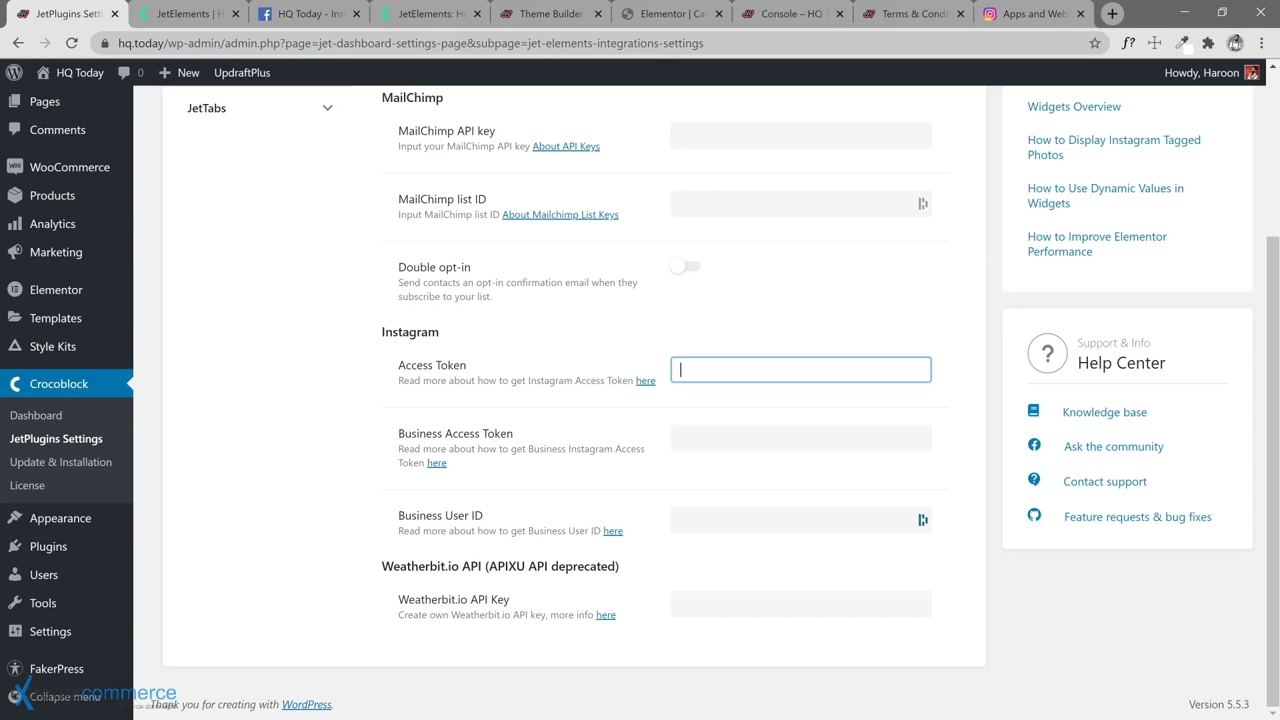 JetPlugins Sett
JetElements | H
HQ Today - Ins
JetElements: He
Theme Builder
Elementor | Ca
Console – HQ
Terms & Condi
Apps and Web
hq.today/wp-admin/admin.php?page=jet-dashboard-settings-page&subpage=jet-elements-integrations-settings
HQ Today
0
New
UpdraftPlus
Howdy, Haroon
Pages
Comments
WooCommerce
Products
Analytics
Marketing
Elementor
Templates
Style Kits
Crocoblock
Dashboard
JetPlugins Settings
Update & Installation
License
Appearance
Plugins
Users
Tools
Settings
FakerPress
Collapse menu
commerce
JetTabs
MailChimp
MailChimp API key
Input your MailChimp API key About API Keys
MailChimp list ID
Input MailChimp list ID About Mailchimp List Keys
Double opt-in
Send contacts an opt-in confirmation email when they
subscribe to your list.
Instagram
Access Token
Read more about how to get Instagram Access Token here
Business Access Token
Read more about how to get Business Instagram Access
Token here
Business User ID
Read more about how to get Business User ID here
Weatherbit.io API (APIXU API deprecated)
Weatherbit.io API Key
Create own Weatherbit.io API key, more info here
Widgets Overview
How to Display Instagram Tagged
Photos
How to Use Dynamic Values in
Widgets
How to Improve Elementor
Performance
Support & Info
Help Center
Knowledge base
Ask the community
Contact support
Feature requests & bug fixes
Thank you for creating with WordPress.
Version 5.5.3